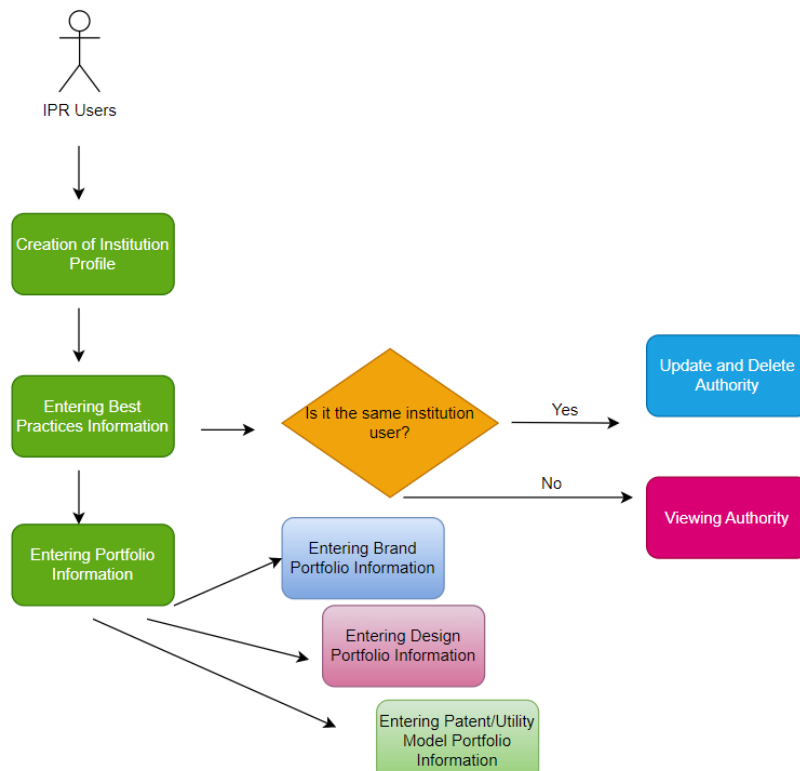 IPR Users
Creation of Institution
Profile
Entering Best
Practices Information
Is it the same institution
user?
Yes
Update and Delete
Authority
No
Viewing Authority
Entering Portfolio
Information
Entering Brand
Portfolio Information
Entering Design
Portfolio Information
Entering Patent/Utility
Model Portfolio
Information